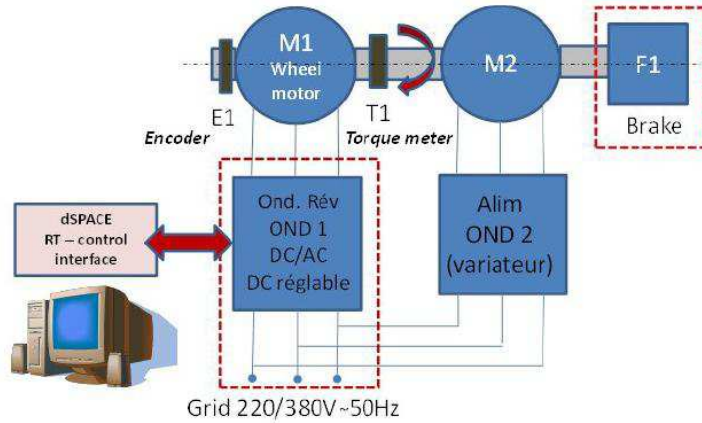 M1
Wheel
motor
M2
F1
E1
T1
Encoder
Torque meter
Brake
Ond. Rév
OND 1
DC/AC
DC réglable
Alim
OND 2
(variateur)
dSPACE
RT – control
interface
Grid 220/380V~50Hz